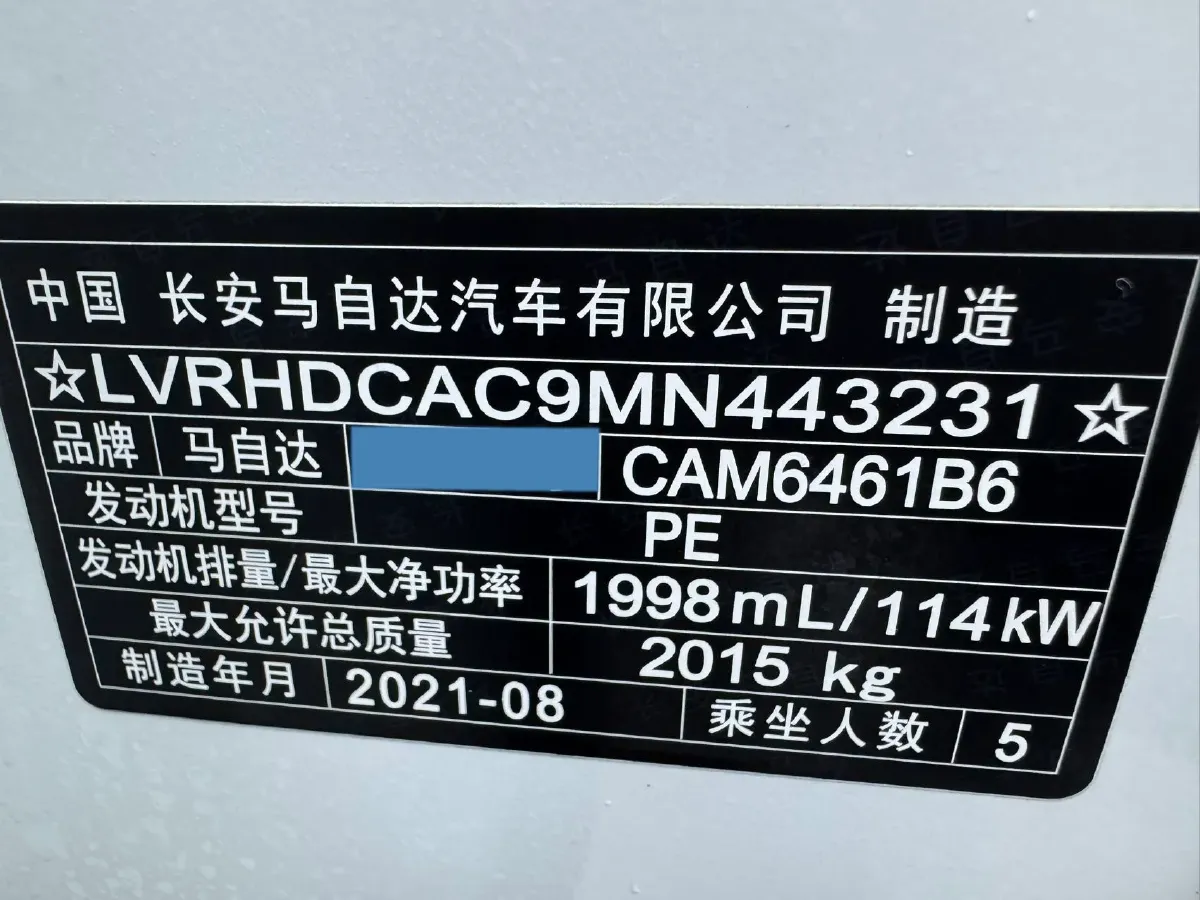 中国 长安马自达汽车有限公司 制造
☆LVRHDCAC9MN443231☆
品牌 马自达 CAM6461B6
发动机型号 PE
发动机排量/最大净功率 1998mL/114kW
最大允许总质量 2015 kg
制造年月 2021-08 乘坐人数 5